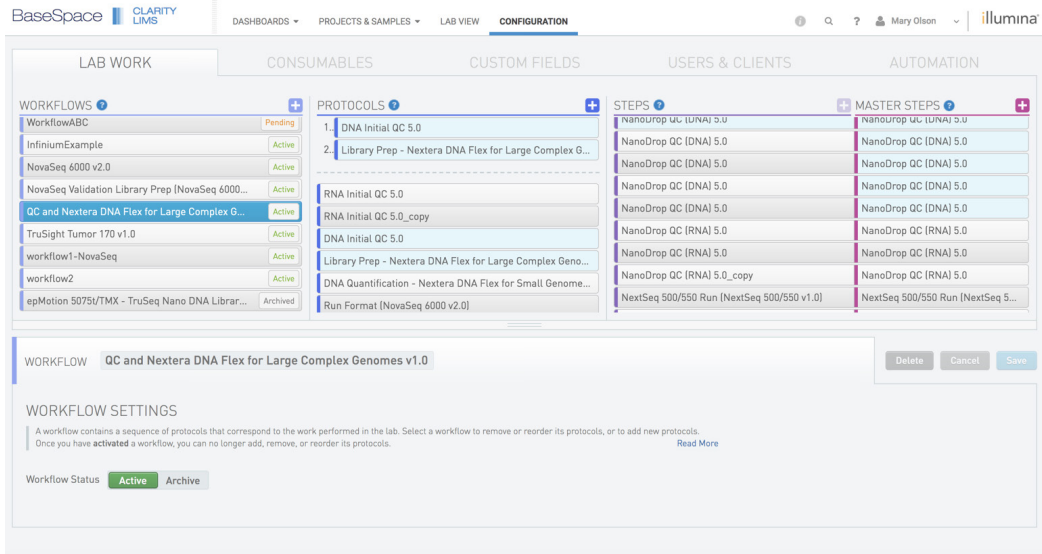 BaseSpace CLARITY LIMS
DASHBOARDS PROJECTS & SAMPLES LAB VIEW CONFIGURATION
? Mary Olson illumina
LAB WORK CONSUMABLES CUSTOM FIELDS USERS & CLIENTS AUTOMATION
WORKFLOWS ? +
WorkflowABC Pending
InfiniumExample Active
NovaSeq 6000 v2.0 Active
NovaSeq Validation Library Prep (NovaSeq 6000... Active
QC and Nextera DNA Flex for Large Complex G... Active
TruSight Tumor 170 v1.0 Active
workflow1-NovaSeq Active
workflow2 Active
epMotion 5075t/TMX - TruSeq Nano DNA Librar... Archived
PROTOCOLS ? +
1.. DNA Initial QC 5.0
2.. Library Prep - Nextera DNA Flex for Large Complex G...
RNA Initial QC 5.0
RNA Initial QC 5.0_copy
DNA Initial QC 5.0
Library Prep - Nextera DNA Flex for Large Complex Geno...
DNA Quantification - Nextera DNA Flex for Small Genome...
Run Format (NovaSeq 6000 v2.0)
STEPS ? +
NanoDrop QC (DNA) 5.0
NanoDrop QC (DNA) 5.0
NanoDrop QC (DNA) 5.0
NanoDrop QC (DNA) 5.0
NanoDrop QC (DNA) 5.0
NanoDrop QC (RNA) 5.0
NanoDrop QC (RNA) 5.0
NanoDrop QC (RNA) 5.0_copy
NextSeq 500/550 Run (NextSeq 500/550 v1.0)
MASTER STEPS ? +
NanoDrop QC (DNA) 5.0
NanoDrop QC (DNA) 5.0
NanoDrop QC (DNA) 5.0
NanoDrop QC (DNA) 5.0
NanoDrop QC (DNA) 5.0
NanoDrop QC (RNA) 5.0
NanoDrop QC (RNA) 5.0
NanoDrop QC (RNA) 5.0
NextSeq 500/550 Run (NextSeq 5...
WORKFLOW QC and Nextera DNA Flex for Large Complex Genomes v1.0
Delete Cancel Save
WORKFLOW SETTINGS
A workflow contains a sequence of protocols that correspond to the work performed in the lab. Select a workflow to remove or reorder its protocols, or to add new protocols.
Once you have activated a workflow, you can no longer add, remove, or reorder its protocols. Read More
Workflow Status Active Archive